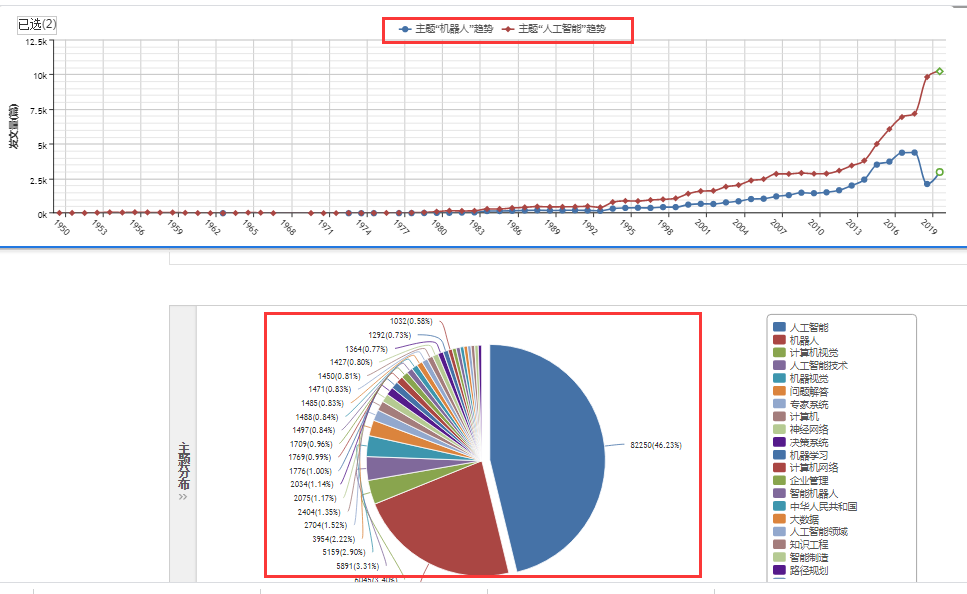 已选(2)
主题“机器人”趋势
主题“人工智能”趋势
发文量(篇)
12.5k
10k
7.5k
5k
2.5k
0k
1950
1953
1956
1959
1962
1965
1968
1971
1974
1977
1980
1983
1986
1989
1992
1995
1998
2001
2004
2007
2010
2013
2016
2019
主题分布
»
1032(0.58%)
1292(0.73%)
1364(0.77%)
1427(0.80%)
1450(0.81%)
1471(0.83%)
1485(0.83%)
1488(0.84%)
1497(0.84%)
1709(0.96%)
1769(0.99%)
1776(1.00%)
2034(1.14%)
2075(1.17%)
2404(1.35%)
2704(1.52%)
3954(2.22%)
5159(2.90%)
5891(3.31%)
6045(3.40%)
82250(46.23%)
人工智能
机器人
计算机视觉
人工智能技术
机器视觉
问题解答
专家系统
计算机
神经网络
决策系统
机器学习
计算机网络
企业管理
智能机器人
中华人民共和国
大数据
人工智能领域
知识工程
智能制造
路径规划